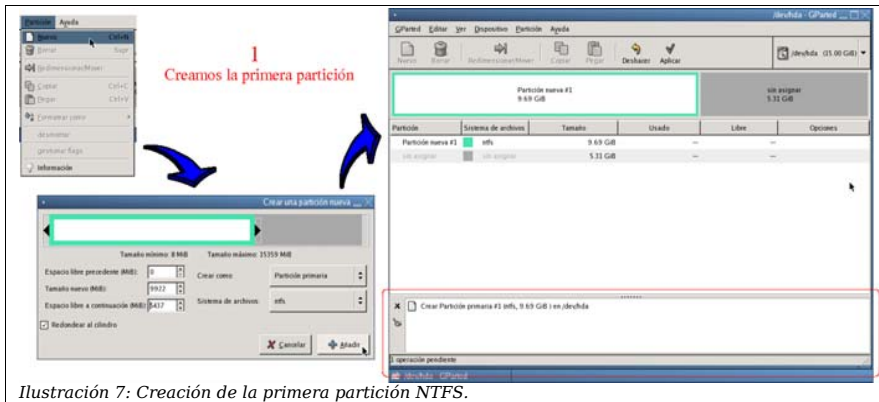 Partición Ayuda
Nuevo Ctrl+N
Borrar Supr
Redimensionar/Mover
Copiar Ctrl+C
Pegar Ctrl+V
Formatear como
desmontar
gestionar flags
Información
1
Creamos la primera partición
Crear una partición nueva
Tamaño mínimo: 8 MiB Tamaño máximo: 15359 MiB
Espacio libre precedente (MiB): 0
Crear como: Partición primaria
Tamaño nuevo (MiB): 9922
Sistema de archivos: ntfs
Espacio libre a continuación (MiB): 5437
Redondear al cilindro
Cancelar Añadir
/dev/hda - GParted
GParted Editar Ver Dispositivo Partición Ayuda
Nuevo Borrar Redimensionar/Mover Copiar Pegar Deshacer Aplicar /dev/hda (15.00 GiB)
Partición nueva #1
9.69 GiB
sin asignar
5.31 GiB
Partición Sistema de archivos Tamaño Usado Libre Opciones
Partición nueva #1 ntfs 9.69 GiB — —
sin asignar sin asignar 5.31 GiB — —
Crear Partición primaria #1 (ntfs, 9.69 GiB ) en /dev/hda
1 operación pendiente
/dev/hda - GParted
Ilustración 7: Creación de la primera partición NTFS.